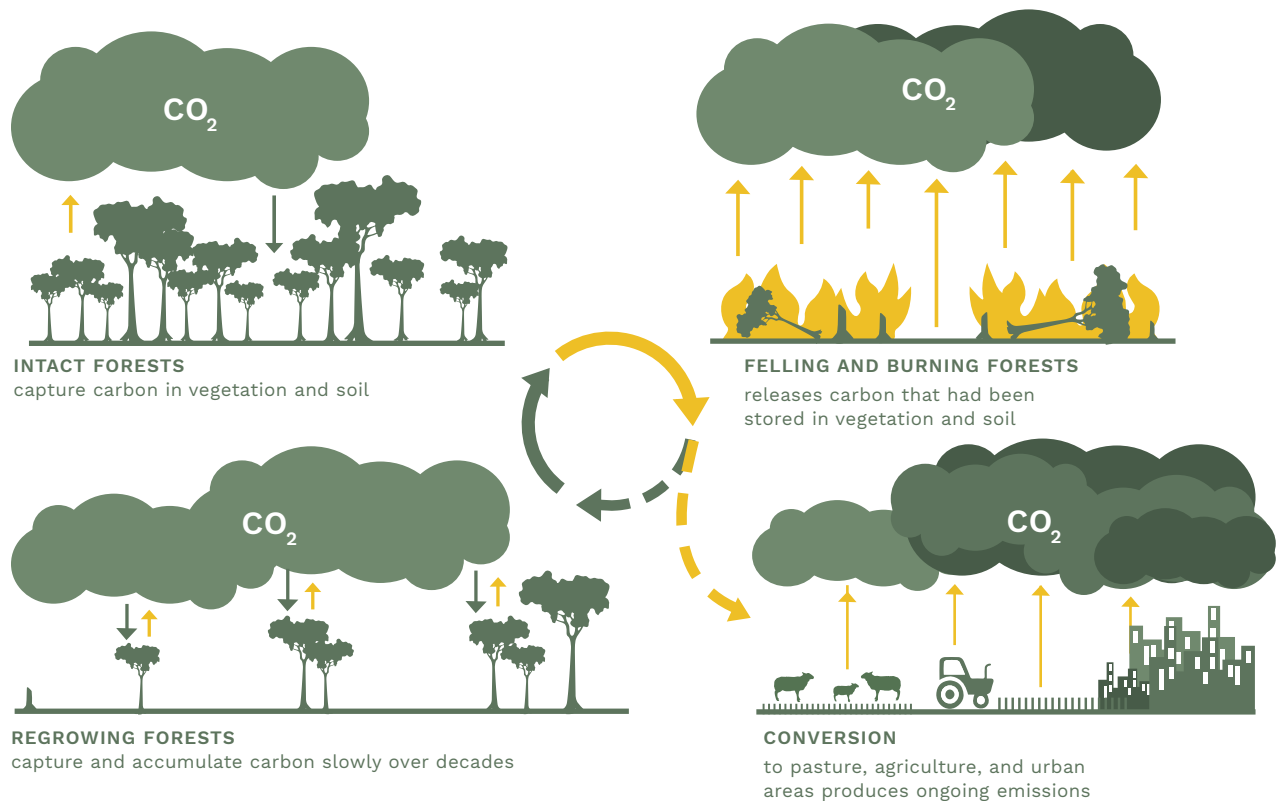 CO2
INTACT FORESTS
capture carbon in vegetation and soil
CO2
FELLING AND BURNING FORESTS
releases carbon that had been
stored in vegetation and soil
CO2
REGROWING FORESTS
capture and accumulate carbon slowly over decades
CO2
CONVERSION
to pasture, agriculture, and urban
areas produces ongoing emissions